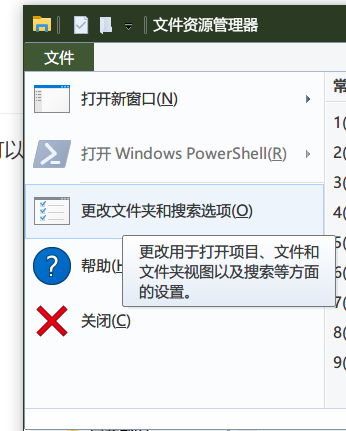 文件资源管理器
文件
打开新窗口(N)
打开 Windows PowerShell(R)
更改文件夹和搜索选项(O)
更改用于打开项目、文件和
文件夹视图以及搜索等方面
的设置。
帮助(H
关闭(C)
常
1(
2(
3(
4(
5(
6(
7(
8(
9(
可以